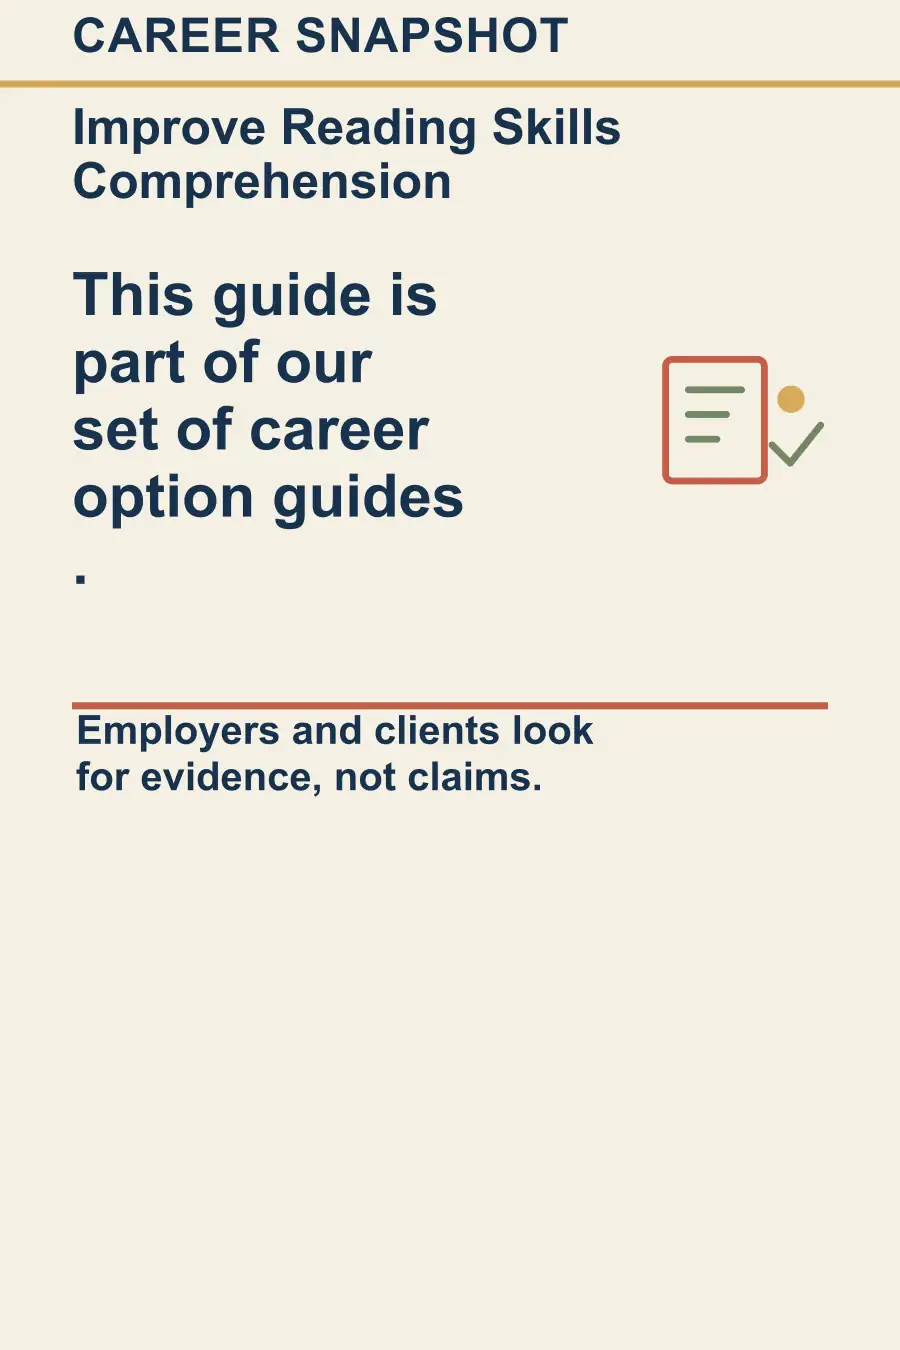 CAREER SNAPSHOT
Improve Reading Skills
Comprehension
This guide is
part of our
set of career
option guides
.
Employers and clients look
for evidence, not claims.